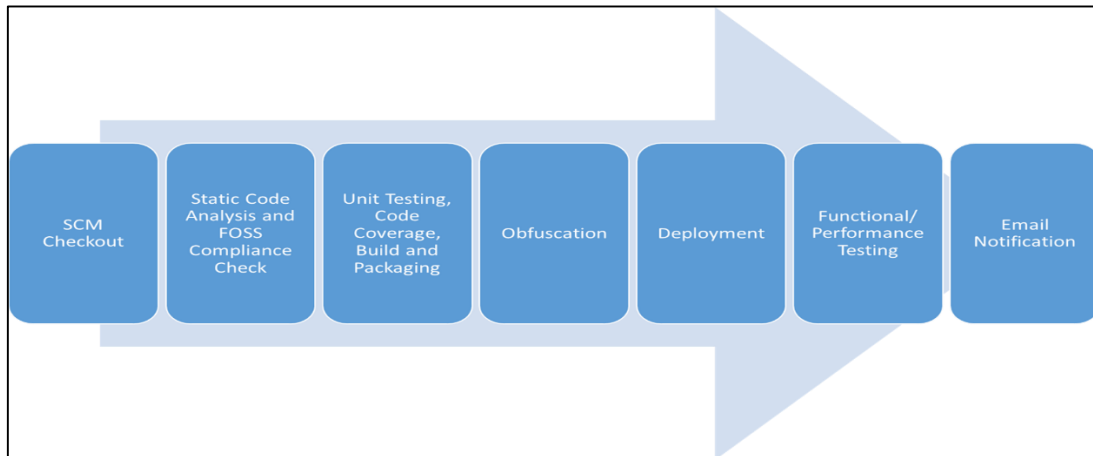 SCM
Checkout
Static Code
Analysis and
FOSS
Compliance
Check
Unit Testing,
Code
Coverage,
Build and
Packaging
Obfuscation
Deployment
Functional/
Performance
Testing
Email
Notification